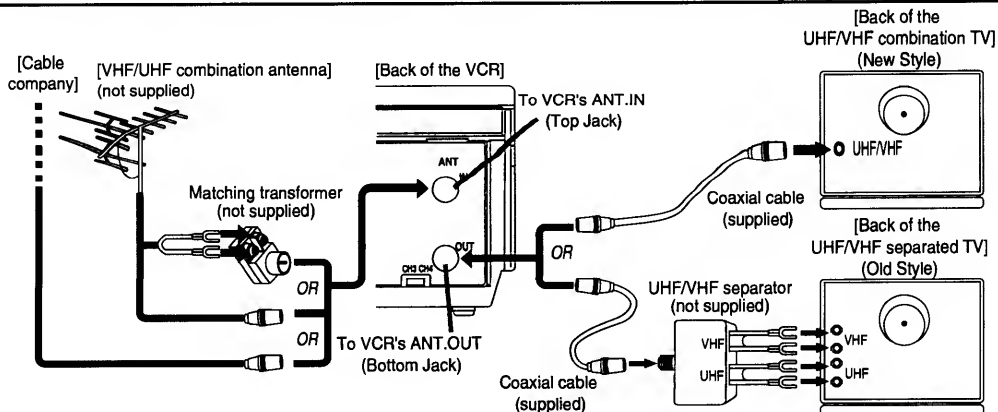 [Cable
company]
[VHF/UHF combination antenna]
(not supplied)
[Back of the VCR]
To VCR's ANT.IN
(Top Jack)
[Back of the
UHF/VHF combination TV]
(New Style)
UHF/VHF
Coaxial cable
(supplied)
Matching transformer
(not supplied)
ANT
OUT
CH3 CH4
OR
OR
OR
To VCR's ANT.OUT
(Bottom Jack)
[Back of the
UHF/VHF separated TV]
(Old Style)
UHF/VHF separator
(not supplied)
VHF
UHF
VHF
UHF
Coaxial cable
(supplied)